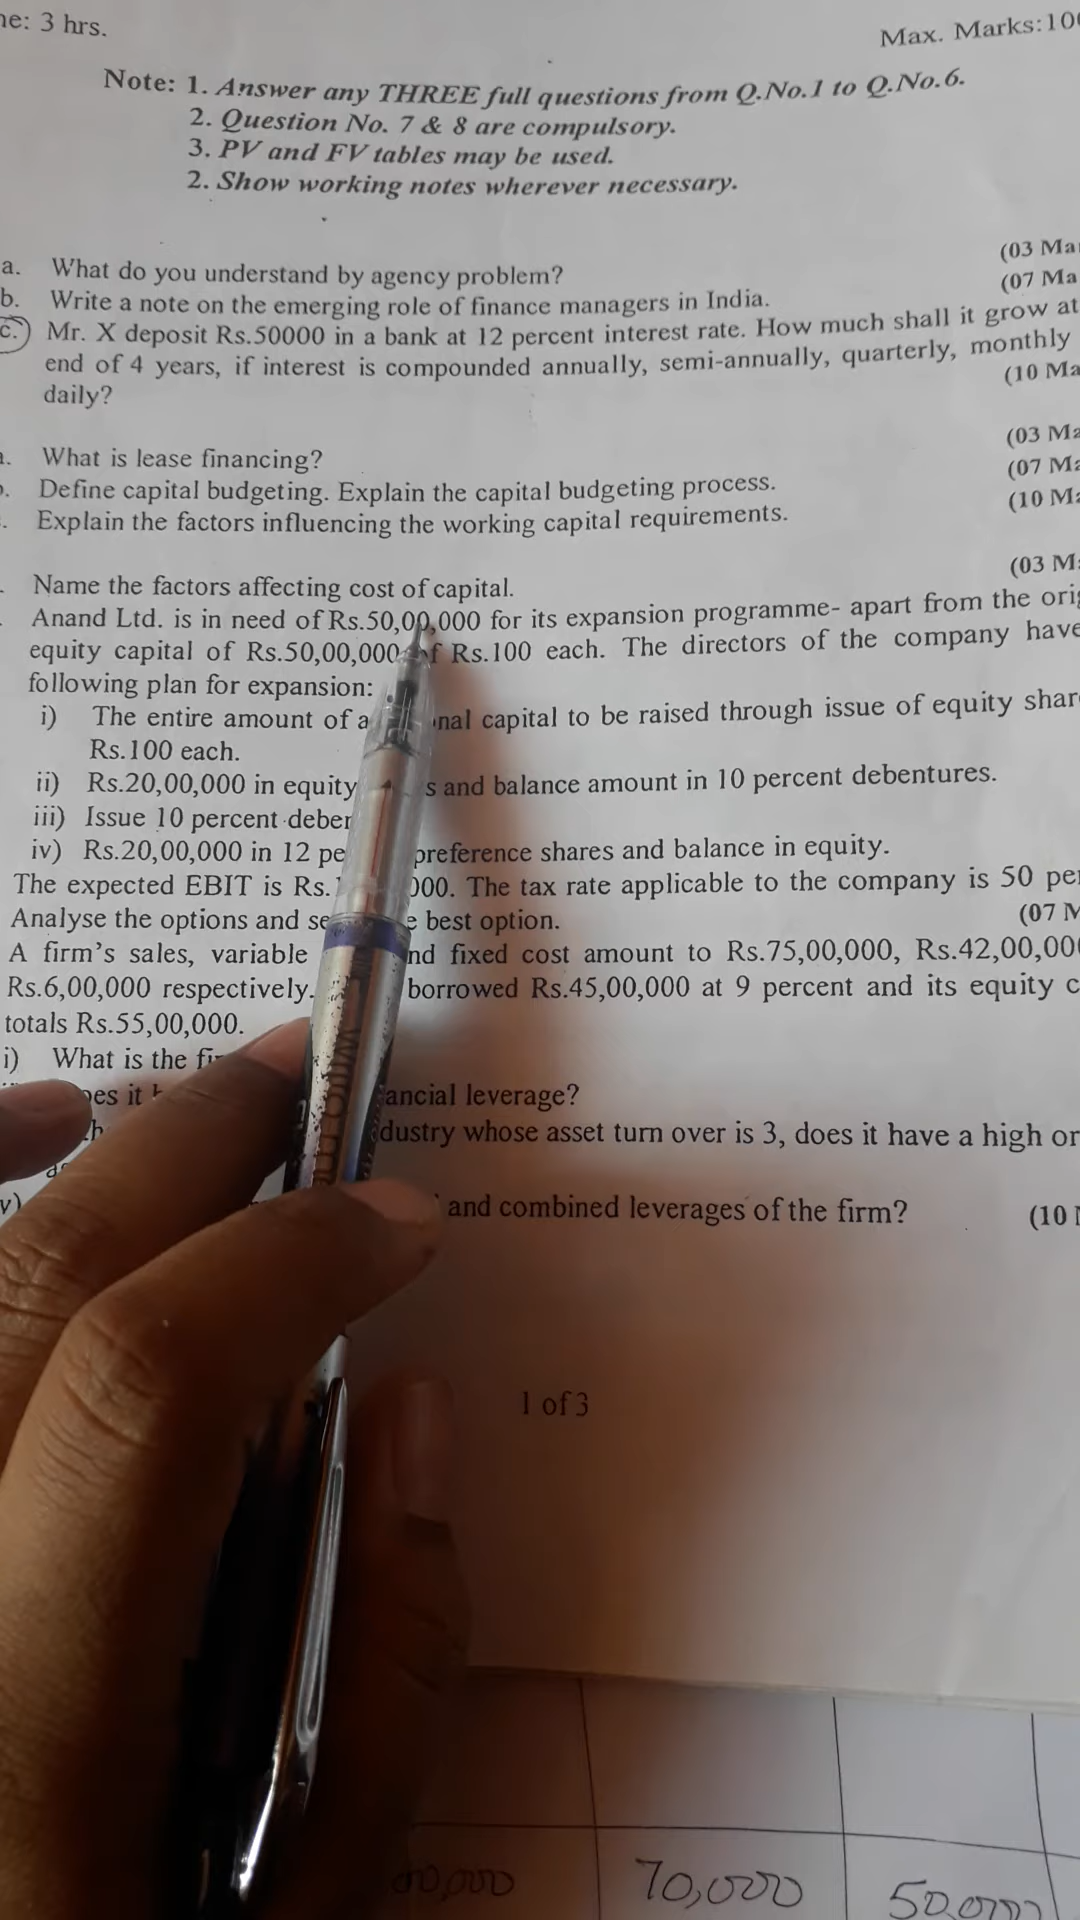 ne: 3 hrs.
Max. Marks:100
Note: 1. Answer any THREE full questions from Q.No.1 to Q.No.6.
2. Question No. 7 & 8 are compulsory.
3. PV and FV tables may be used.
2. Show working notes wherever necessary.
a. What do you understand by agency problem? (03 Mar
b. Write a note on the emerging role of finance managers in India. (07 Ma
c. Mr. X deposit Rs.50000 in a bank at 12 percent interest rate. How much shall it grow at
end of 4 years, if interest is compounded annually, semi-annually, quarterly, monthly
daily? (10 Ma
What is lease financing? (03 Ma
Define capital budgeting. Explain the capital budgeting process. (07 Ma
Explain the factors influencing the working capital requirements. (10 Ma
Name the factors affecting cost of capital. (03 M
Anand Ltd. is in need of Rs.50,00,000 for its expansion programme- apart from the orig
equity capital of Rs.50,00,000 of Rs.100 each. The directors of the company have
following plan for expansion:
i) The entire amount of a nal capital to be raised through issue of equity shar
Rs.100 each.
ii) Rs.20,00,000 in equity s and balance amount in 10 percent debentures.
iii) Issue 10 percent deben
iv) Rs.20,00,000 in 12 pe preference shares and balance in equity.
The expected EBIT is Rs. 000. The tax rate applicable to the company is 50 per
Analyse the options and se e best option. (07 M
A firm's sales, variable nd fixed cost amount to Rs.75,00,000, Rs.42,00,000
Rs.6,00,000 respectively. borrowed Rs.45,00,000 at 9 percent and its equity c
totals Rs.55,00,000.
i) What is the fir
oes it h ancial leverage?
dustry whose asset turn over is 3, does it have a high or
as
v) and combined leverages of the firm? (10 M
1 of 3
70,000
50,000